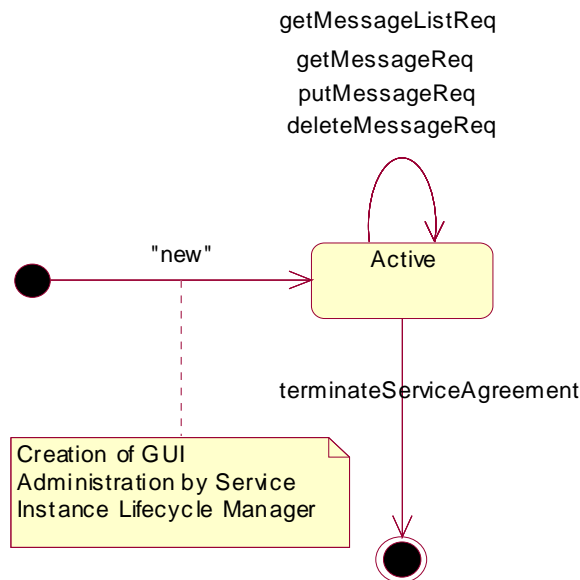 getMessageListReq
getMessageReq
putMessageReq
deleteMessageReq
"new"
Active
terminateServiceAgreement
Creation of GUI
Administration by Service
Instance Lifecycle Manager